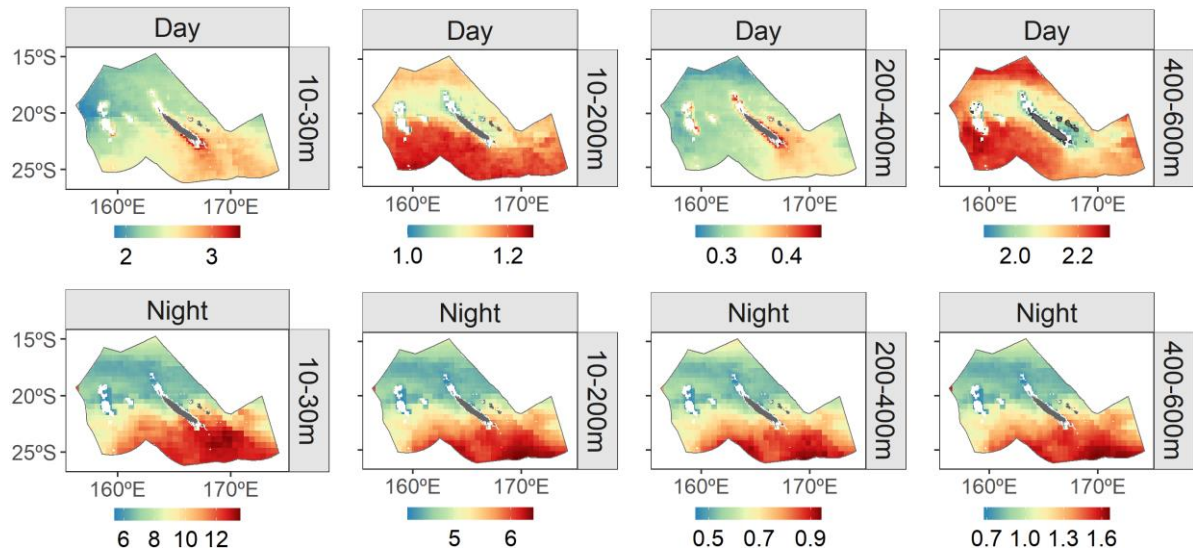 Day
Day
Day
Day
15ºS
20ºS
25ºS
10-30m
10-200m
200-400m
400-600m
160ºE 170ºE
160ºE 170ºE
160ºE 170ºE
160ºE 170ºE
2 3
1.0 1.2
0.3 0.4
2.0 2.2
Night
Night
Night
Night
15ºS
20ºS
25ºS
10-30m
10-200m
200-400m
400-600m
160ºE 170ºE
160ºE 170ºE
160ºE 170ºE
160ºE 170ºE
6 8 10 12
5 6
0.5 0.7 0.9
0.7 1.0 1.3 1.6